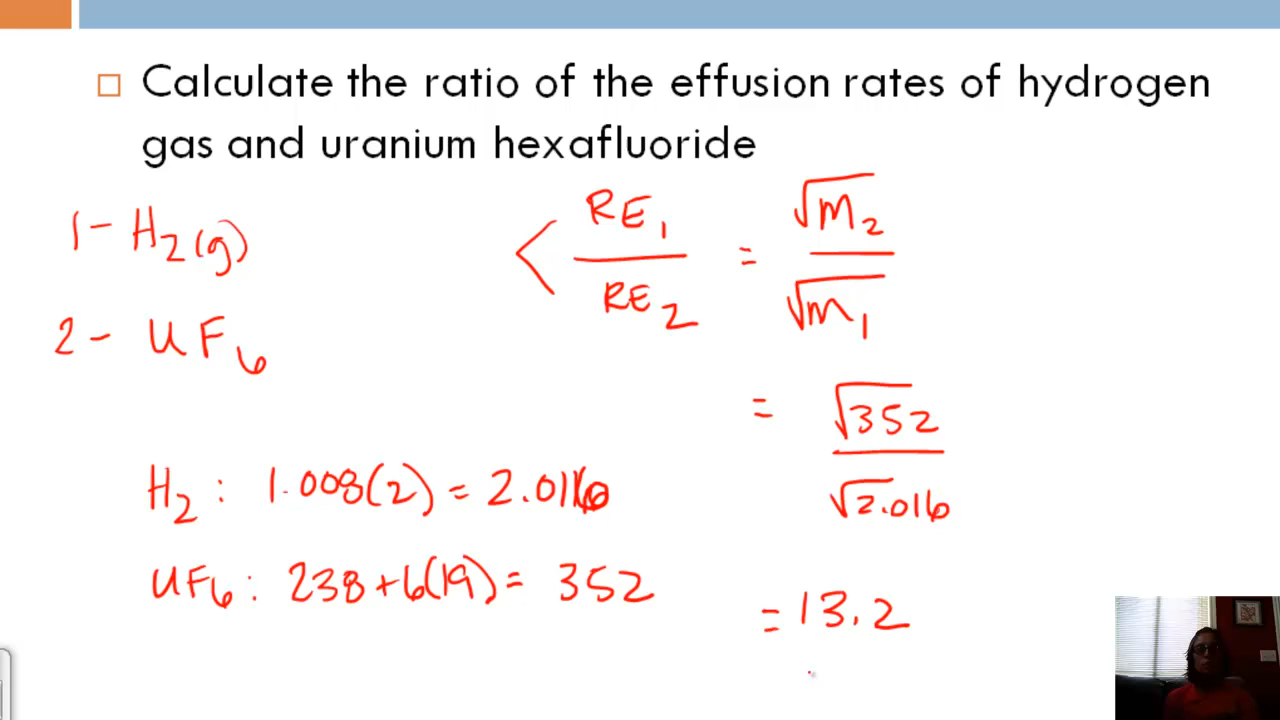 Calculate the ratio of the effusion rates of hydrogen
gas and uranium hexafluoride
1- H₂(g)
2- UF₆
< RE₁ / RE₂ = √M₂ / √M₁
= √352 / √2.016
H₂ : 1.008(2) = 2.016
UF₆ : 238 + 6(19) = 352
= 13.2